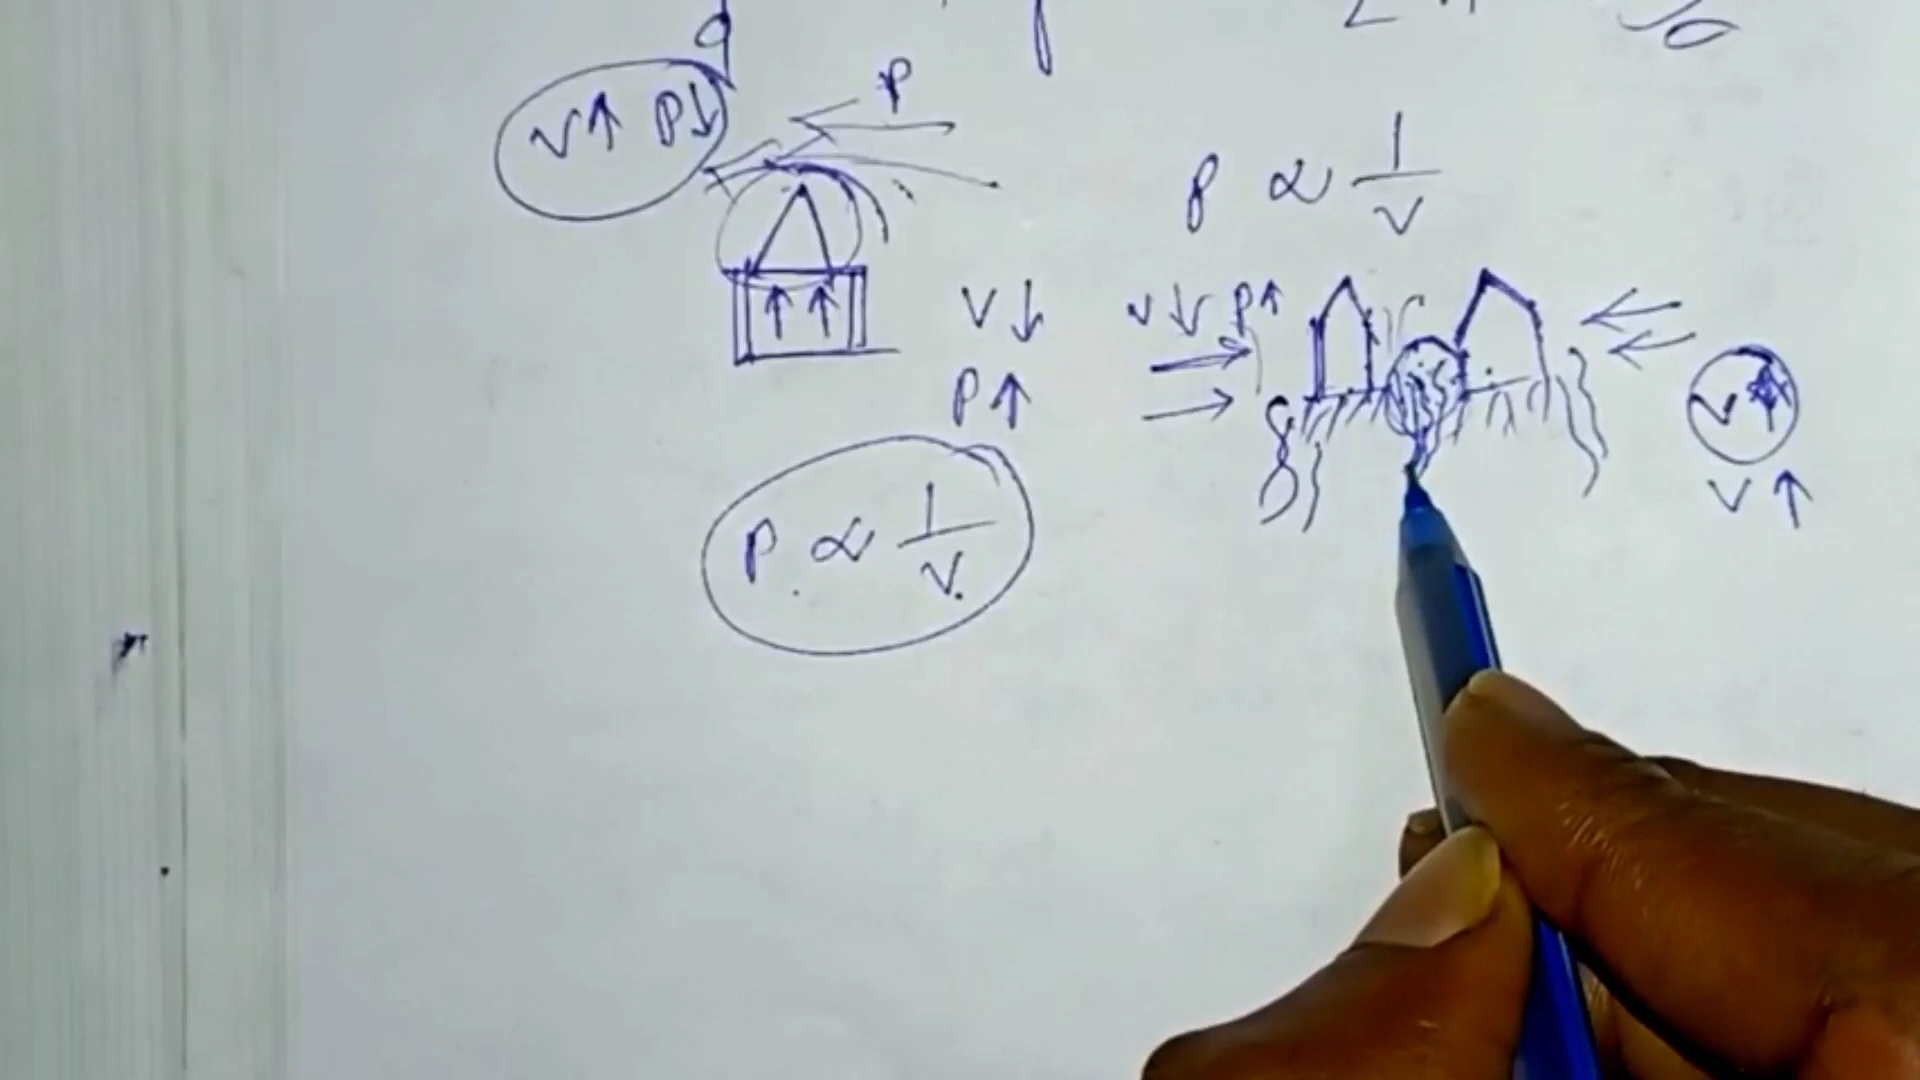 V↑ P↓
P
P ∝ 1/V
V↓
P↑
V↓ P↑
V↑
V↑
P ∝ 1/V